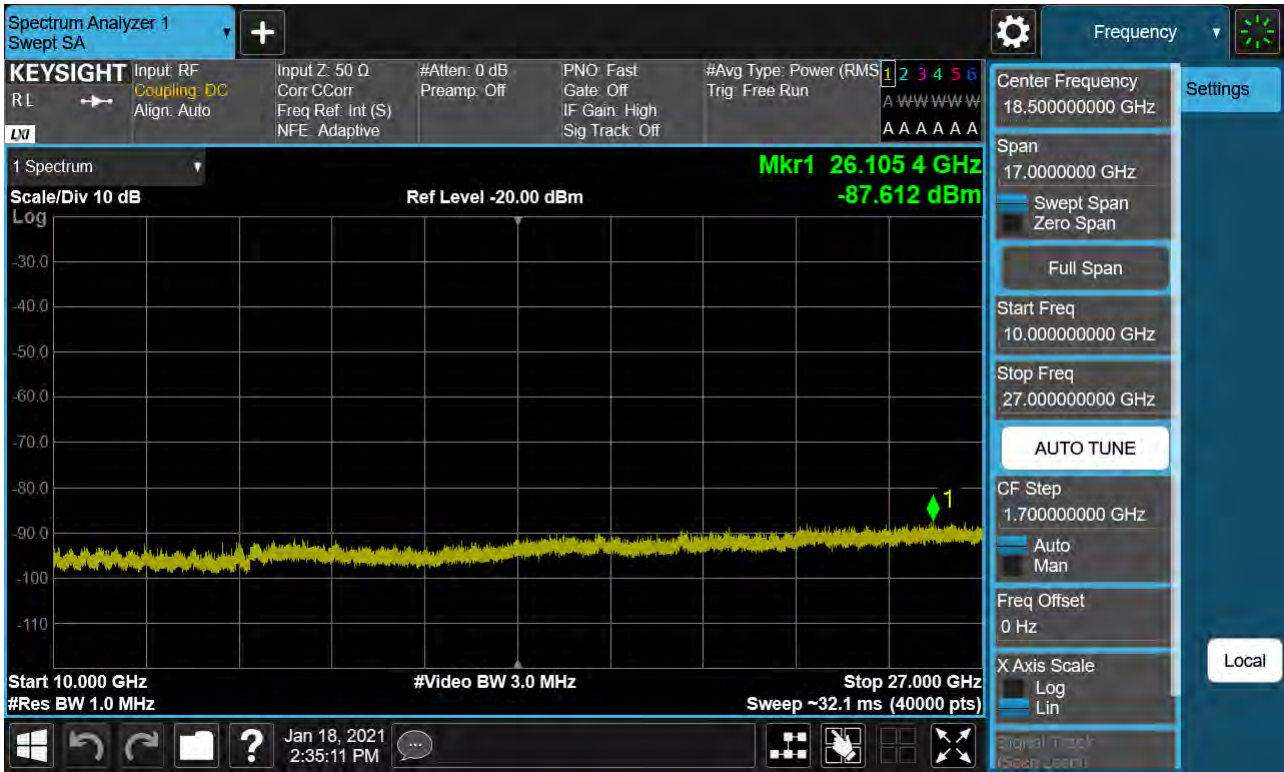 Spectrum Analyzer 1
Swept SA
+
Frequency
KEYSIGHT
R L
LXI
Input: RF
Coupling: DC
Align: Auto
Input Z: 50 Ω
Corr CCorr
Freq Ref: Int (S)
NFE: Adaptive
#Atten: 0 dB
Preamp: Off
PNO: Fast
Gate: Off
IF Gain: High
Sig Track: Off
#Avg Type: Power (RMS
Trig: Free Run
1 2 3 4 5 6
A W W W W W
A A A A A A
1 Spectrum
Mkr1 26.105 4 GHz
-87.612 dBm
Scale/Div 10 dB
Ref Level -20.00 dBm
Log
-30.0
-40.0
-50.0
-60.0
-70.0
-80.0
-90.0
-100
-110
1
Start 10.000 GHz
#Video BW 3.0 MHz
Stop 27.000 GHz
#Res BW 1.0 MHz
Sweep ~32.1 ms (40000 pts)
Center Frequency
18.500000000 GHz
Span
17.0000000 GHz
Swept Span
Zero Span
Full Span
Start Freq
10.000000000 GHz
Stop Freq
27.000000000 GHz
AUTO TUNE
CF Step
1.700000000 GHz
Auto
Man
Freq Offset
0 Hz
X Axis Scale
Log
Lin
Signal Track
(Span Zoom)
Settings
Local
?
Jan 18, 2021
2:35:11 PM